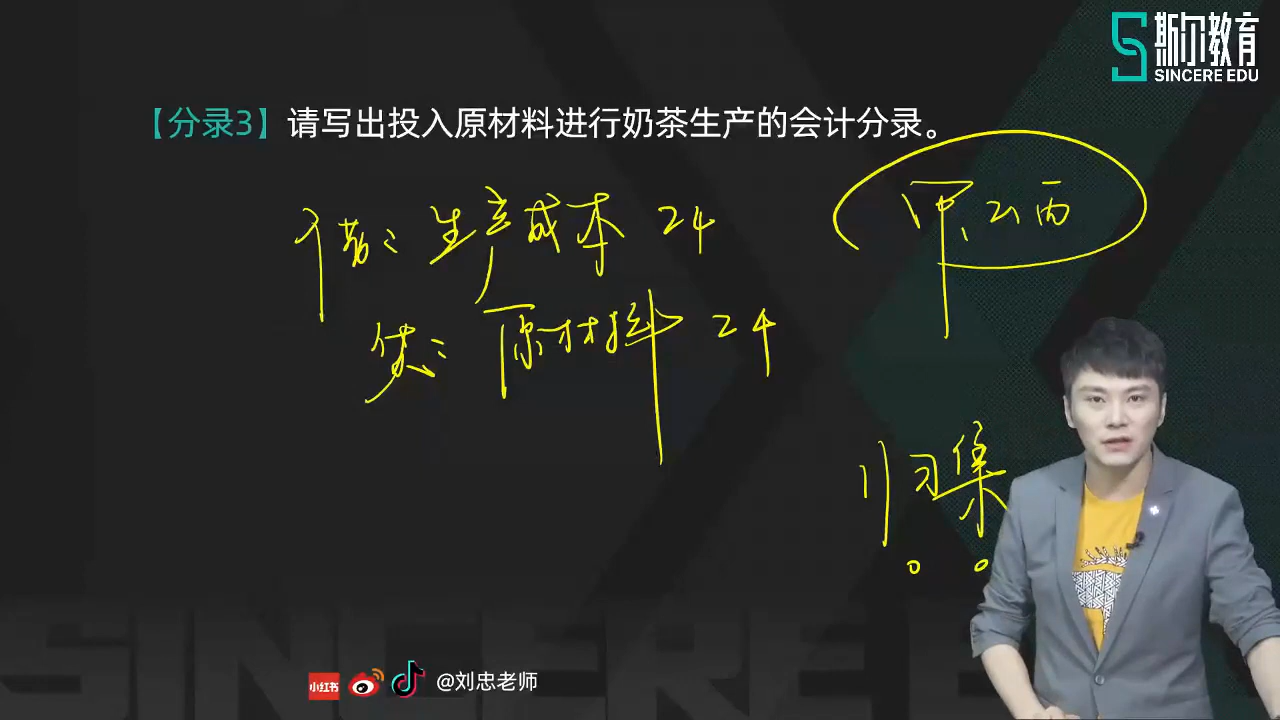 斯尔教育
SINCERE EDU
【分录3】请写出投入原材料进行奶茶生产的会计分录。
借：生产成本 24
甲、乙、丙
贷：原材料 24
归集
小红书
@刘忠老师
SINCERE E